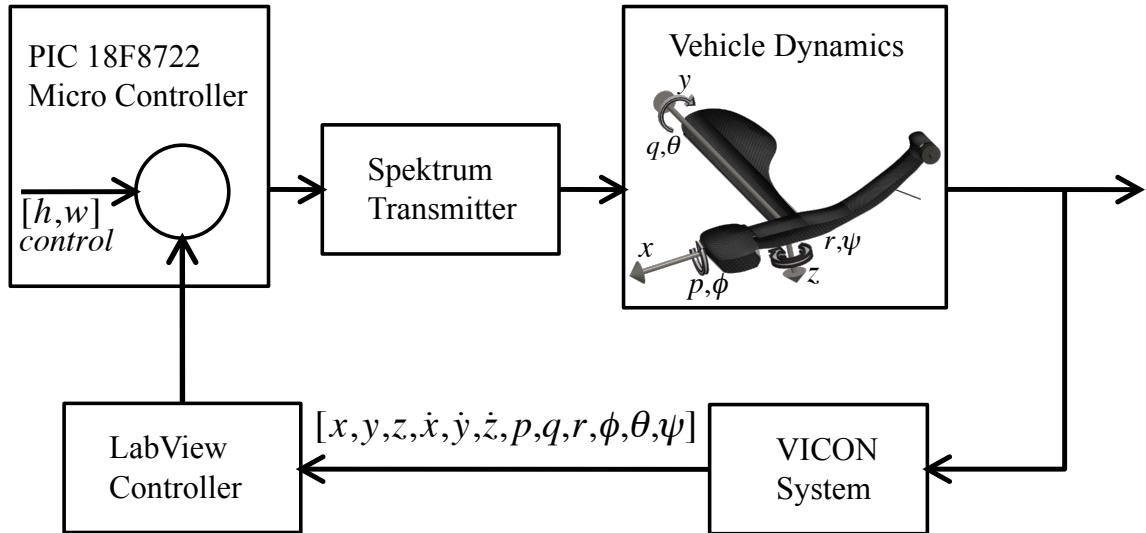 PIC 18F8722
Micro Controller
[h,w]
control
Spektrum
Transmitter
Vehicle Dynamics
y
q,θ
x
p,ϕ
r,ψ
z
LabView
Controller
[x,y,z,ẋ,ẏ,ż,p,q,r,ϕ,θ,ψ]
VICON
System